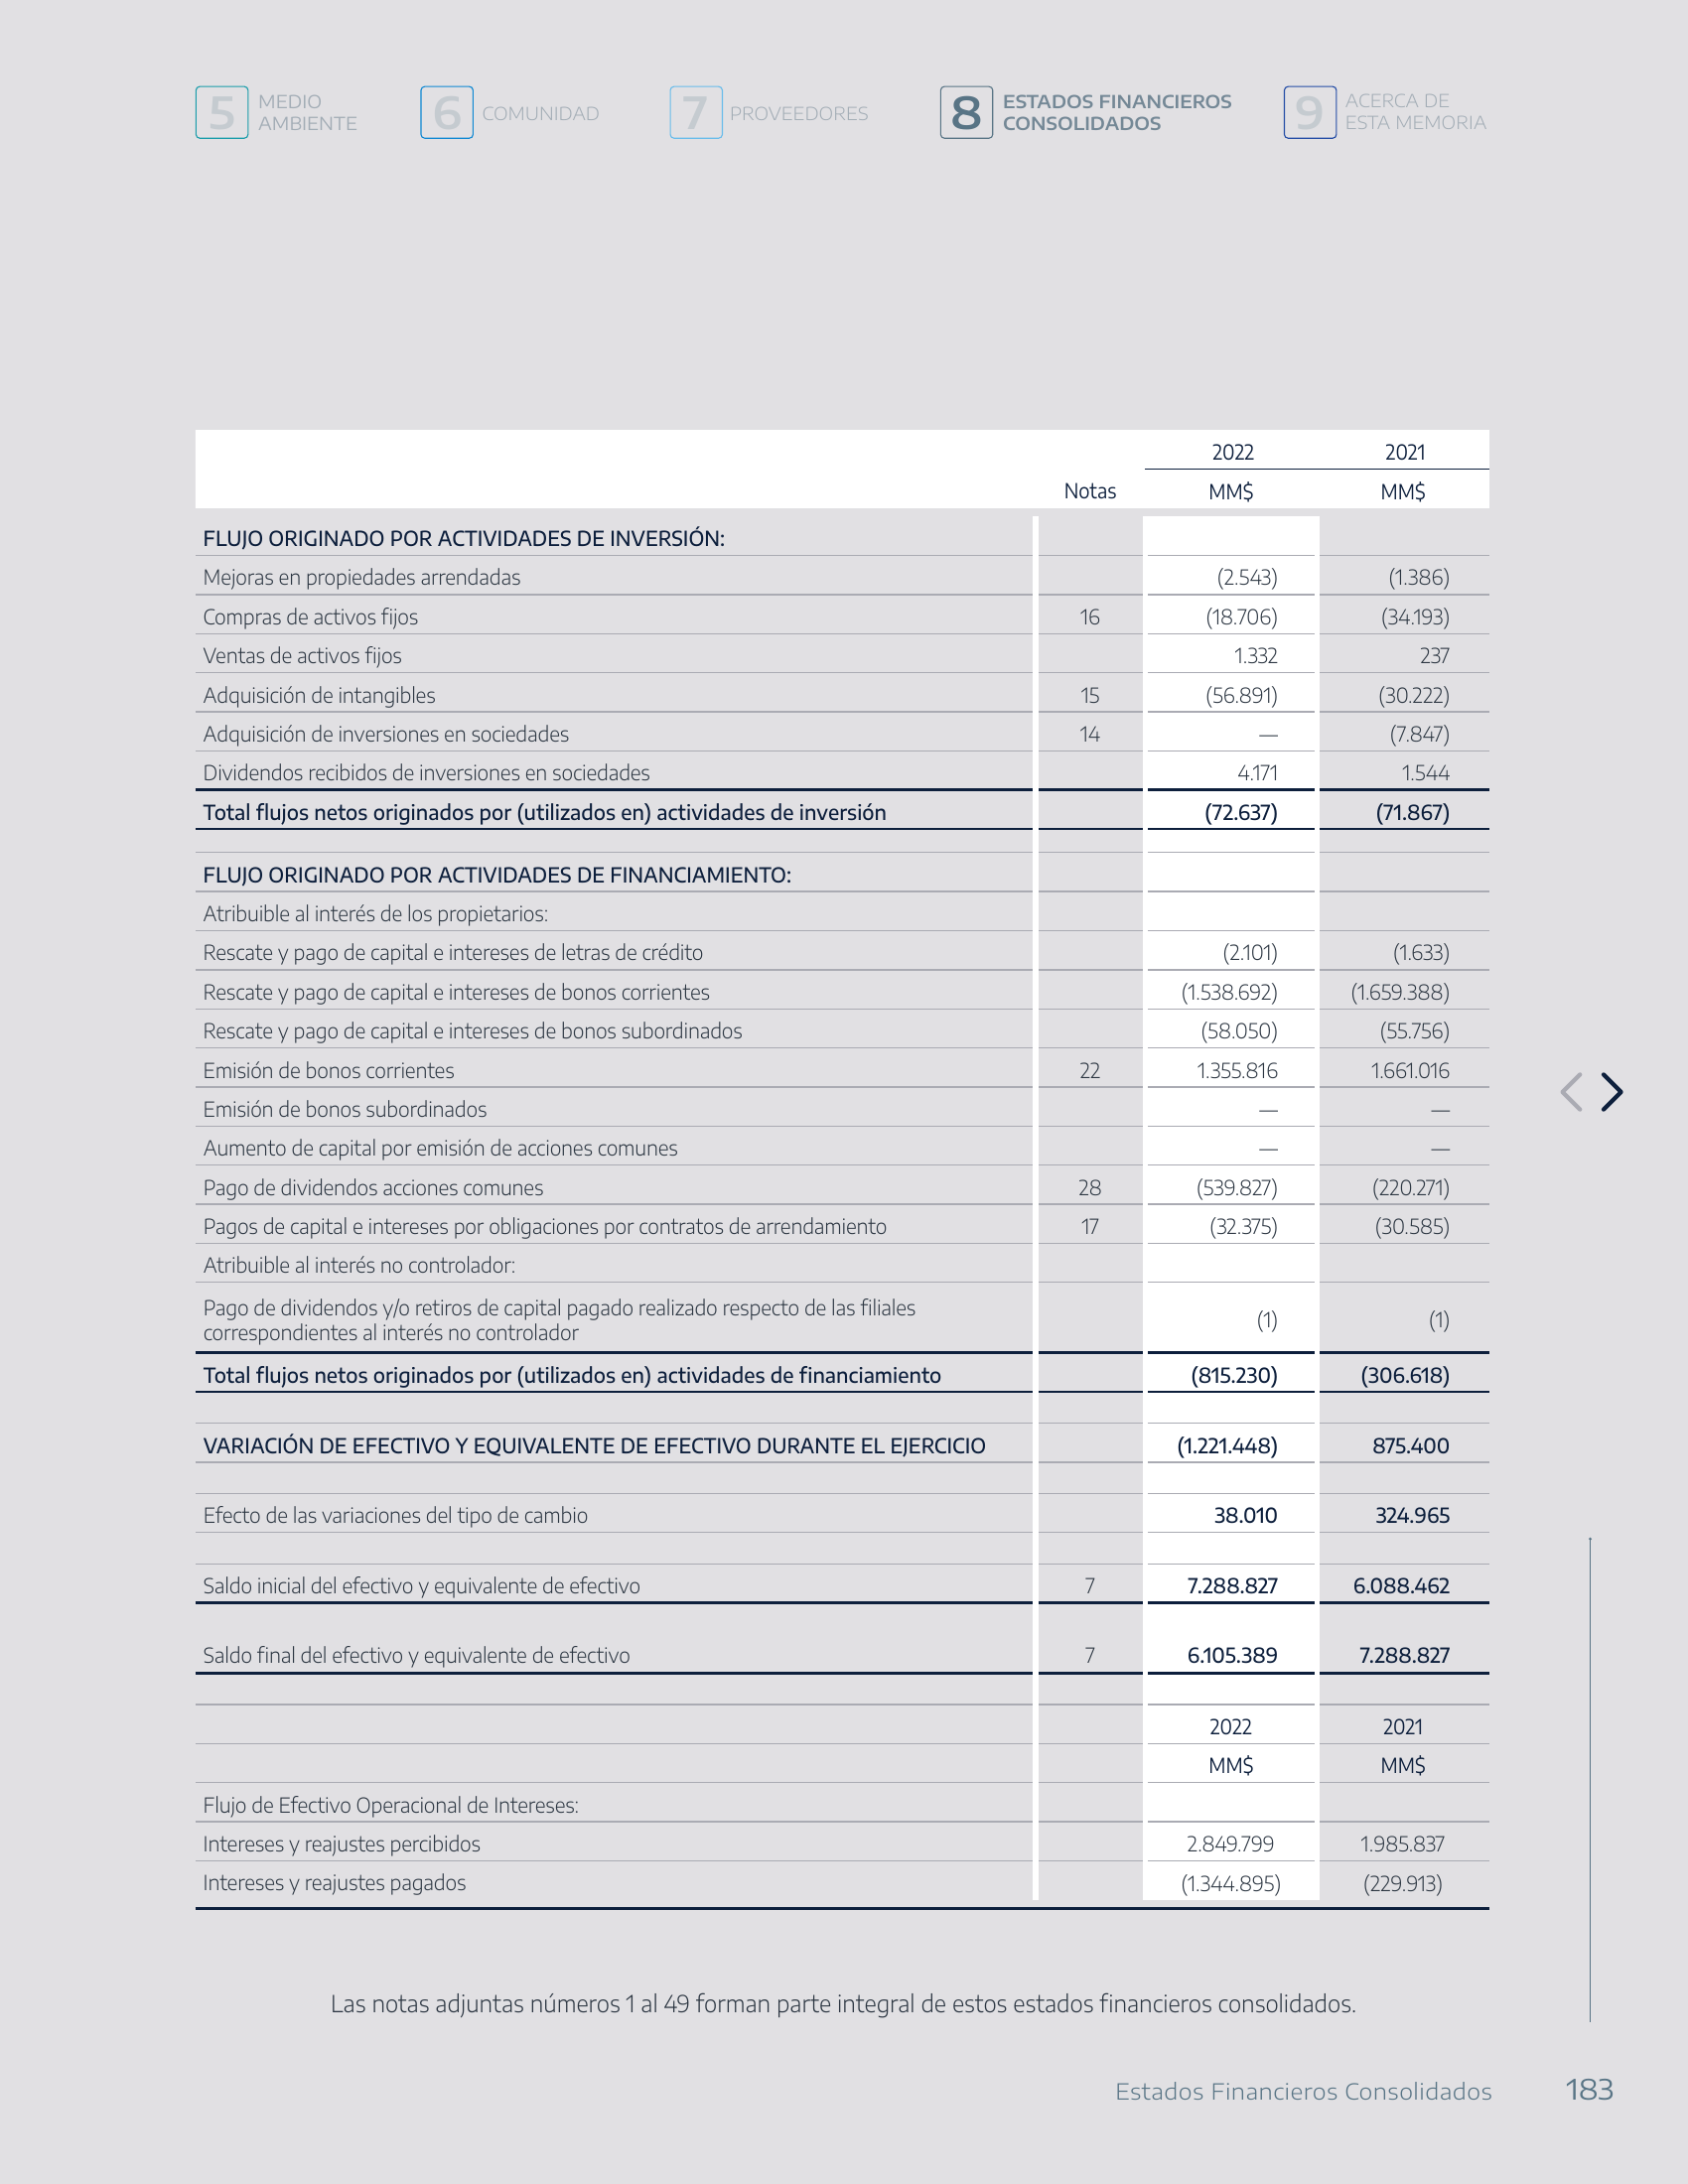 5 MEDIO AMBIENTE 6 COMUNIDAD 7 PROVEEDORES 8 ESTADOS FINANCIEROS CONSOLIDADOS 9 ACERCA DE ESTA MEMORIA
2022 2021
Notas MM$ MM$
FLUJO ORIGINADO POR ACTIVIDADES DE INVERSIÓN:
Mejoras en propiedades arrendadas (2.543) (1.386)
Compras de activos fijos 16 (18.706) (34.193)
Ventas de activos fijos 1.332 237
Adquisición de intangibles 15 (56.891) (30.222)
Adquisición de inversiones en sociedades 14 — (7.847)
Dividendos recibidos de inversiones en sociedades 4.171 1.544
Total flujos netos originados por (utilizados en) actividades de inversión (72.637) (71.867)
FLUJO ORIGINADO POR ACTIVIDADES DE FINANCIAMIENTO:
Atribuible al interés de los propietarios:
Rescate y pago de capital e intereses de letras de crédito (2.101) (1.633)
Rescate y pago de capital e intereses de bonos corrientes (1.538.692) (1.659.388)
Rescate y pago de capital e intereses de bonos subordinados (58.050) (55.756)
Emisión de bonos corrientes 22 1.355.816 1.661.016
Emisión de bonos subordinados — —
Aumento de capital por emisión de acciones comunes — —
Pago de dividendos acciones comunes 28 (539.827) (220.271)
Pagos de capital e intereses por obligaciones por contratos de arrendamiento 17 (32.375) (30.585)
Atribuible al interés no controlador:
Pago de dividendos y/o retiros de capital pagado realizado respecto de las filiales
correspondientes al interés no controlador (1) (1)
Total flujos netos originados por (utilizados en) actividades de financiamiento (815.230) (306.618)
VARIACIÓN DE EFECTIVO Y EQUIVALENTE DE EFECTIVO DURANTE EL EJERCICIO (1.221.448) 875.400
Efecto de las variaciones del tipo de cambio 38.010 324.965
Saldo inicial del efectivo y equivalente de efectivo 7 7.288.827 6.088.462
Saldo final del efectivo y equivalente de efectivo 7 6.105.389 7.288.827
2022 2021
MM$ MM$
Flujo de Efectivo Operacional de Intereses:
Intereses y reajustes percibidos 2.849.799 1.985.837
Intereses y reajustes pagados (1.344.895) (229.913)
Las notas adjuntas números 1 al 49 forman parte integral de estos estados financieros consolidados.
Estados Financieros Consolidados 183